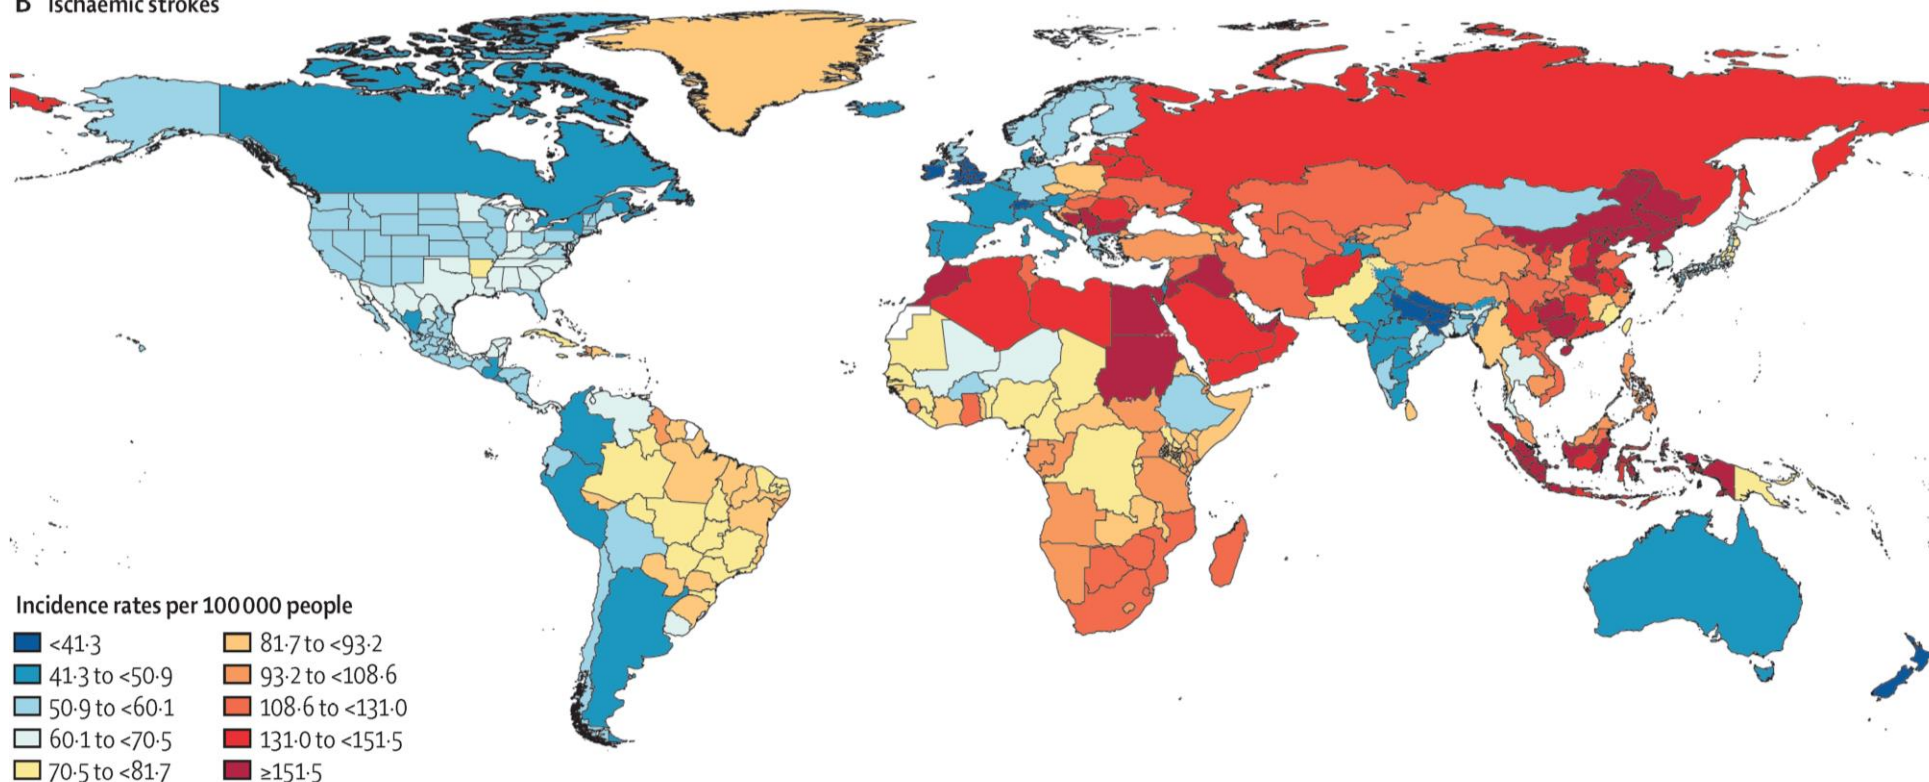 B Ischaemic strokes
Incidence rates per 100 000 people
<41·3
41·3 to <50·9
50·9 to <60·1
60·1 to <70·5
70·5 to <81·7
81·7 to <93·2
93·2 to <108·6
108·6 to <131·0
131·0 to <151·5
≥151·5